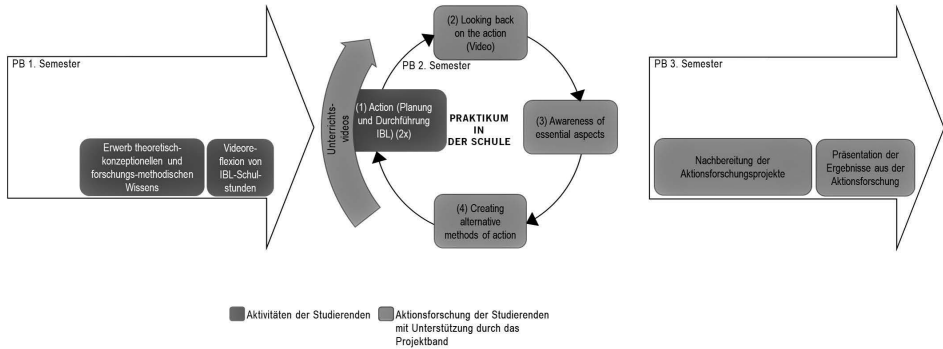 PB 1. Semester
Erwerb theoretisch-
konzeptionellen und
forschungs-methodischen
Wissens
Videore-
flexion von
IBL-Schul-
stunden
Unterrichts-
videos
PB 2. Semester
(1) Action (Planung
und Durchführung
IBL) (2x)
(2) Looking back
on the action
(Video)
(3) Awareness of
essential aspects
(4) Creating
alternative
methods of action
PRAKTIKUM
IN
DER SCHULE
PB 3. Semester
Nachbereitung der
Aktionsforschungsprojekte
Präsentation der
Ergebnisse aus der
Aktionsforschung
Aktivitäten der Studierenden
Aktionsforschung der Studierenden
mit Unterstützung durch das
Projektband